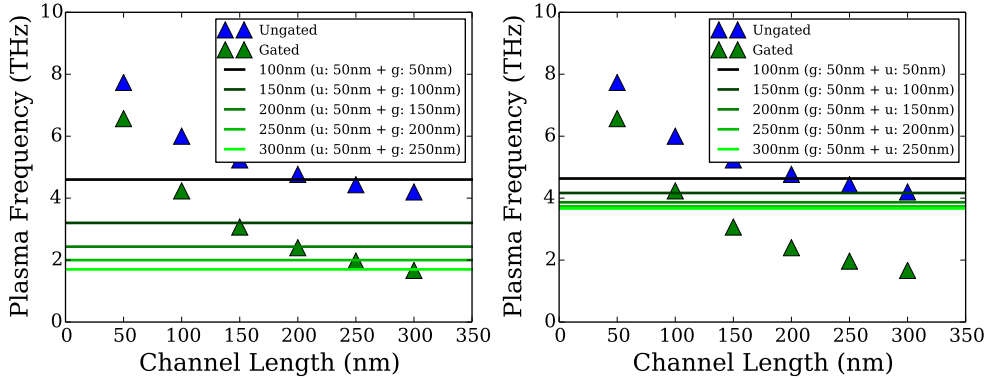 Plasma Frequency (THz)
10
8
6
4
2
0
Ungated
Gated
100nm (u: 50nm + g: 50nm)
150nm (u: 50nm + g: 100nm)
200nm (u: 50nm + g: 150nm)
250nm (u: 50nm + g: 200nm)
300nm (u: 50nm + g: 250nm)
0 50 100 150 200 250 300 350
Channel Length (nm)
Plasma Frequency (THz)
10
8
6
4
2
0
Ungated
Gated
100nm (g: 50nm + u: 50nm)
150nm (g: 50nm + u: 100nm)
200nm (g: 50nm + u: 150nm)
250nm (g: 50nm + u: 200nm)
300nm (g: 50nm + u: 250nm)
0 50 100 150 200 250 300 350
Channel Length (nm)